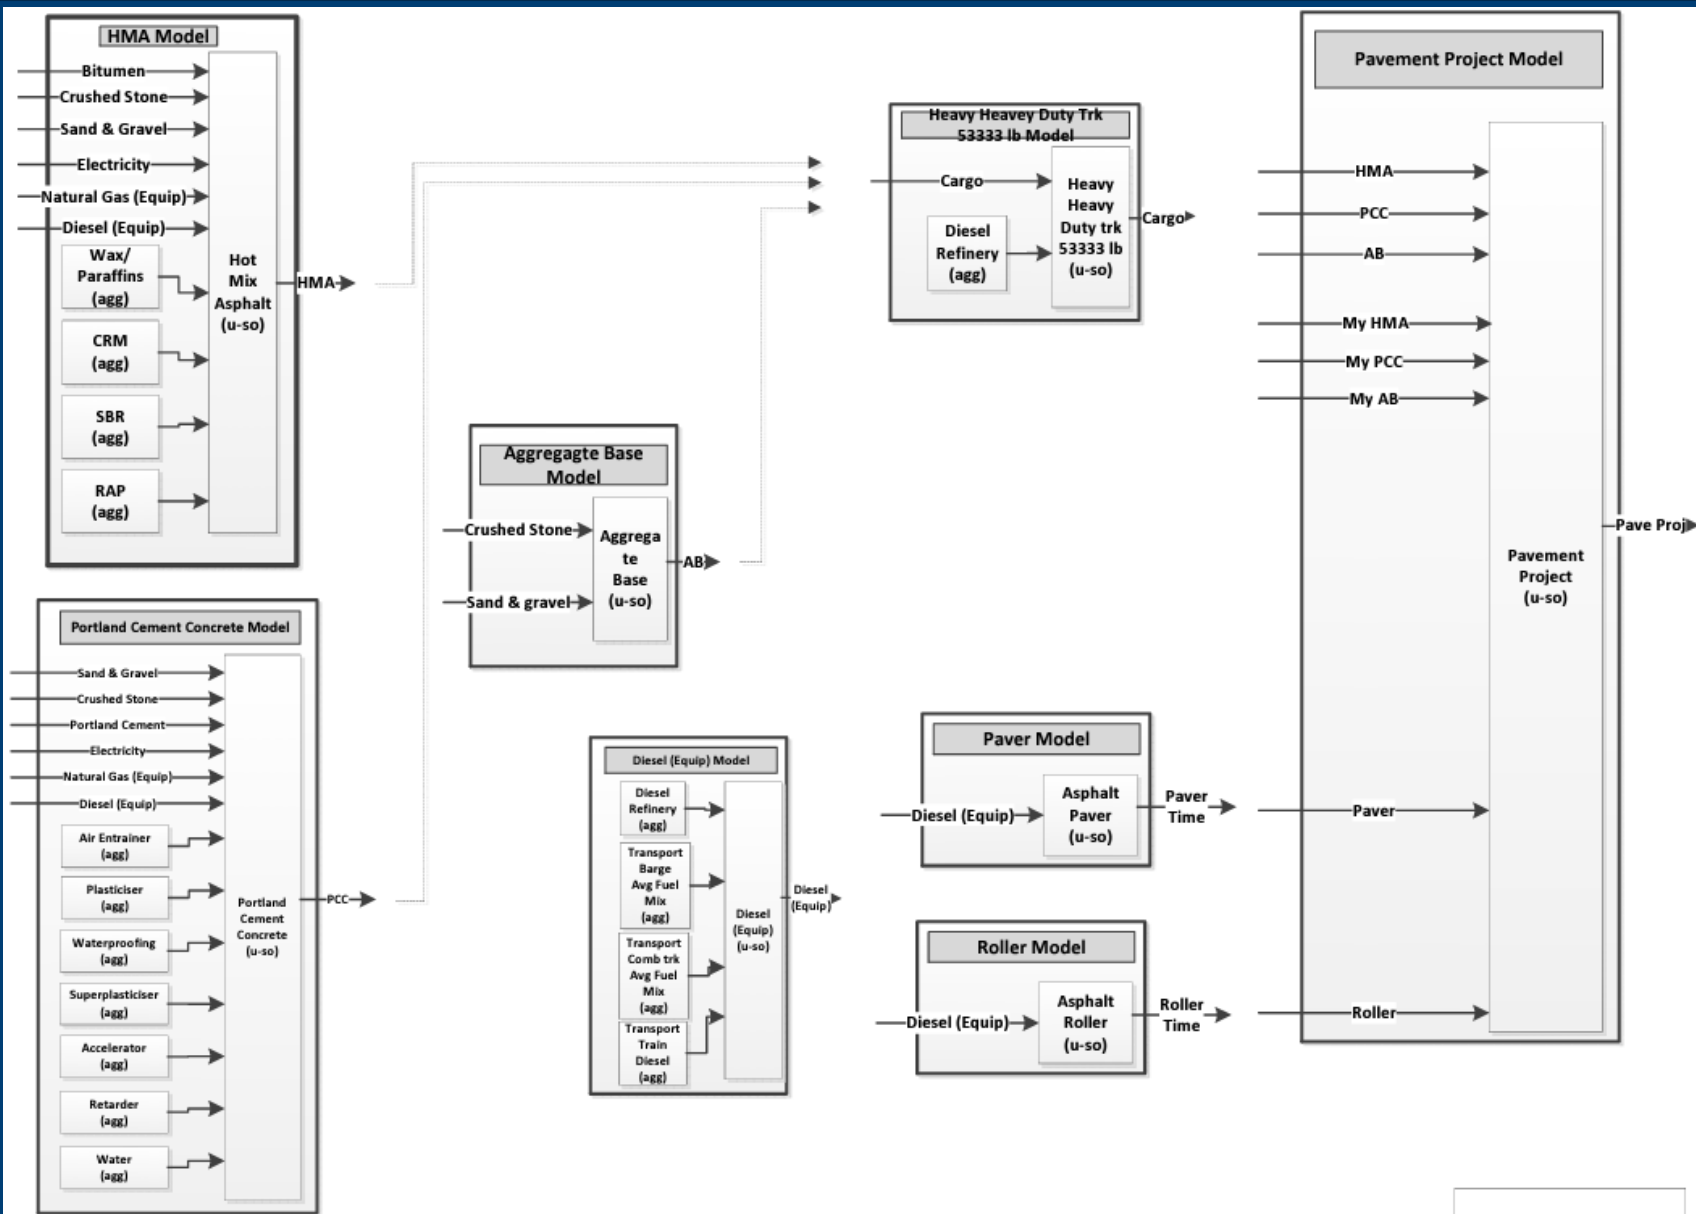 HMA Model
Bitumen
Crushed Stone
Sand & Gravel
Electricity
Natural Gas (Equip)
Diesel (Equip)
Wax/
Paraffins
(agg)
CRM
(agg)
SBR
(agg)
RAP
(agg)
Hot
Mix
Asphalt
(u-so)
HMA
Portland Cement Concrete Model
Sand & Gravel
Crushed Stone
Portland Cement
Electricity
Natural Gas (Equip)
Diesel (Equip)
Air Entrainer
(agg)
Plasticiser
(agg)
Waterproofing
(agg)
Superplasticiser
(agg)
Accelerator
(agg)
Retarder
(agg)
Water
(agg)
Portland
Cement
Concrete
(u-so)
PCC
Aggregagte Base
Model
Crushed Stone
Sand & gravel
Aggrega
te
Base
(u-so)
AB
Diesel (Equip) Model
Diesel
Refinery
(agg)
Transport
Barge
Avg Fuel
Mix
(agg)
Transport
Comb trk
Avg Fuel
Mix
(agg)
Transport
Train
Diesel
(agg)
Diesel
(Equip)
(u-so)
Diesel
(Equip)
Heavy Heavey Duty Trk
53333 lb Model
Cargo
Diesel
Refinery
(agg)
Heavy
Heavy
Duty trk
53333 lb
(u-so)
Cargo
Paver Model
Diesel (Equip)
Asphalt
Paver
(u-so)
Paver
Time
Roller Model
Diesel (Equip)
Asphalt
Roller
(u-so)
Roller
Time
Pavement Project Model
HMA
PCC
AB
My HMA
My PCC
My AB
Paver
Roller
Pavement
Project
(u-so)
Pave Proj